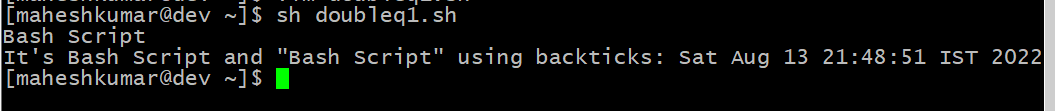 [maheshkumar@dev ~]$ sh doubleq1.sh
Bash Script
It's Bash Script and "Bash Script" using backticks: Sat Aug 13 21:48:51 IST 2022
[maheshkumar@dev ~]$